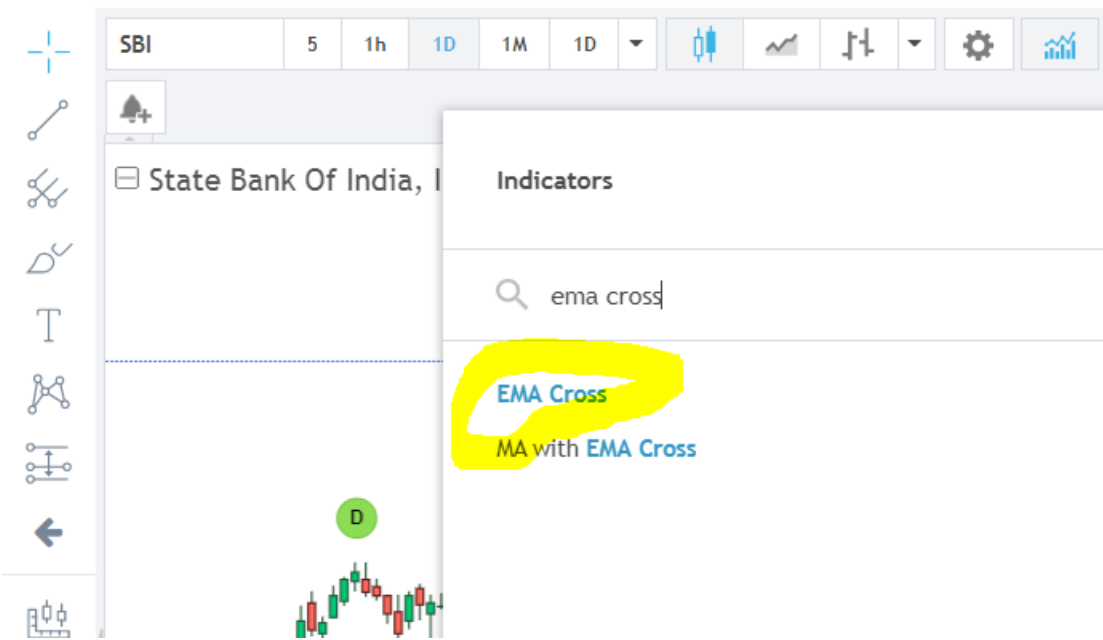 SBI 5 1h 1D 1M 1D
State Bank Of India, I
Indicators
ema cross
EMA Cross
MA with EMA Cross
T
D